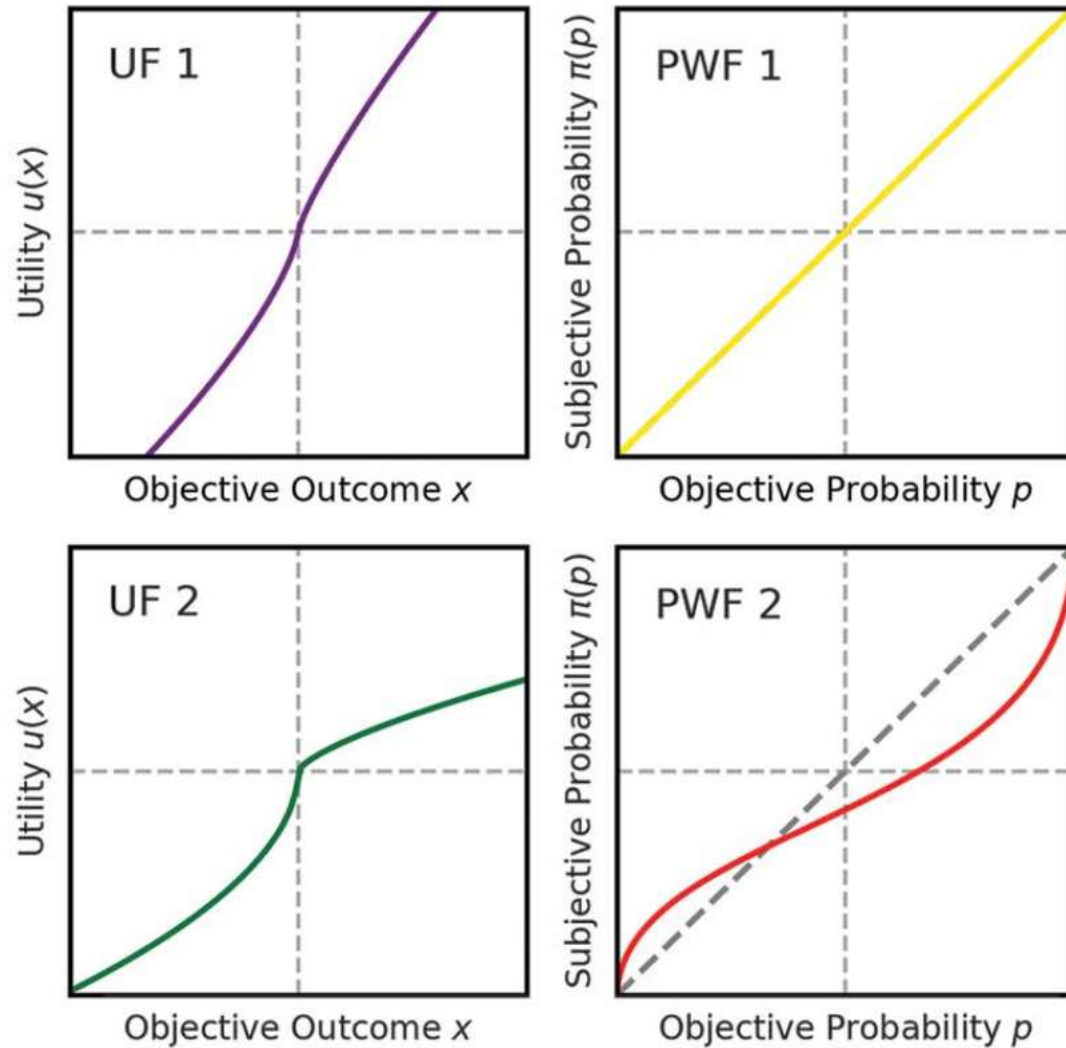 UF 1
Utility u(x)
Objective Outcome x
PWF 1
Subjective Probability π(p)
Objective Probability p
UF 2
Utility u(x)
Objective Outcome x
PWF 2
Subjective Probability π(p)
Objective Probability p